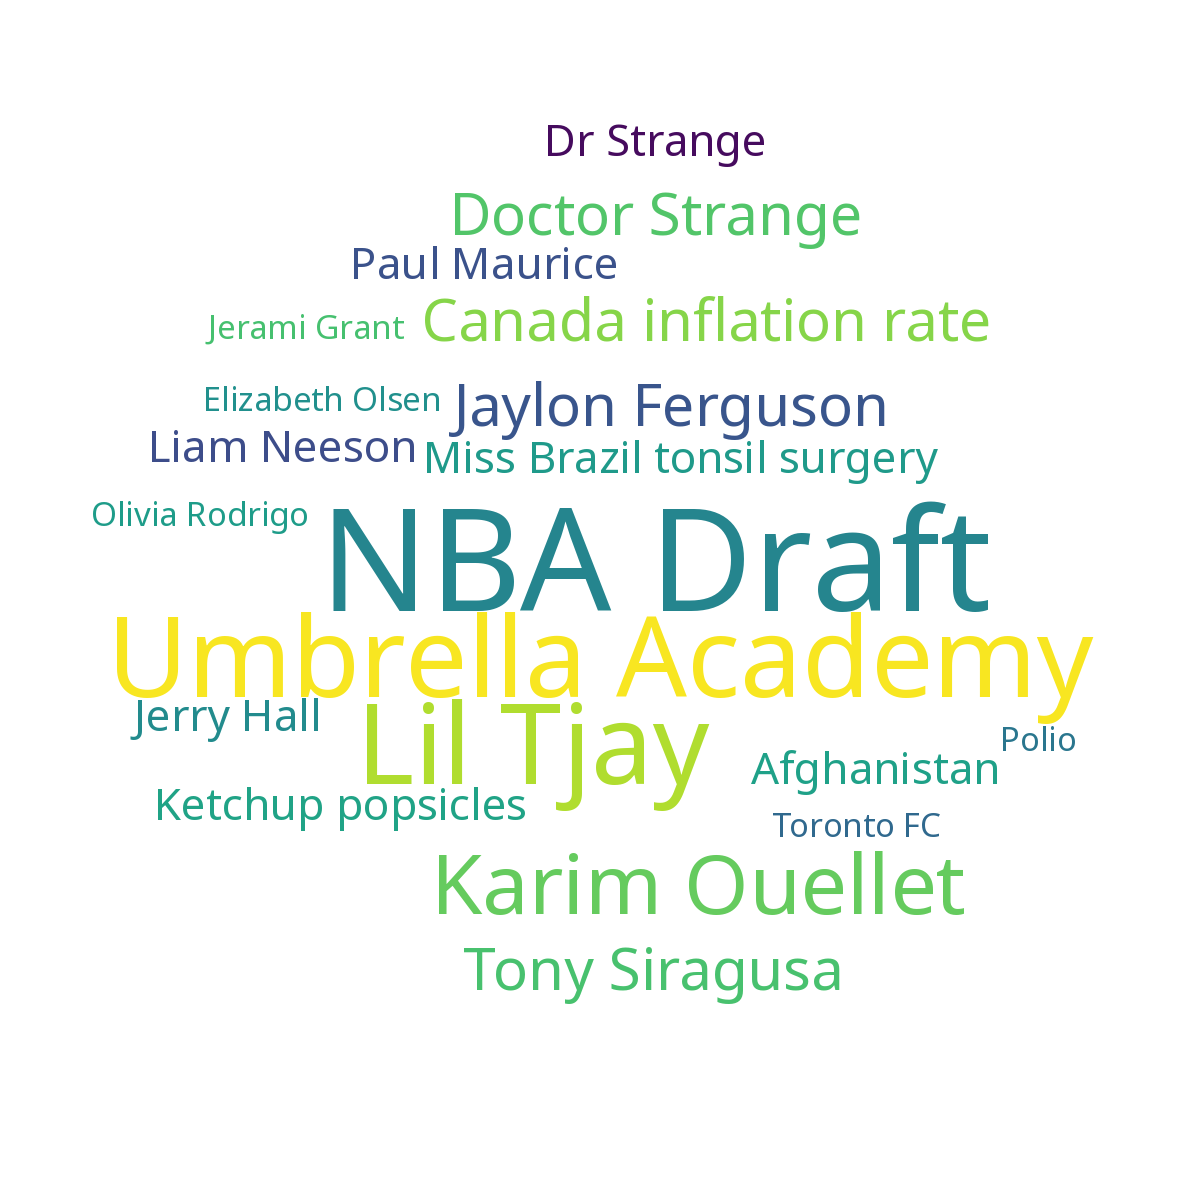 Dr Strange
Doctor Strange
Paul Maurice
Jerami Grant
Canada inflation rate
Elizabeth Olsen
Jaylon Ferguson
Liam Neeson
Miss Brazil tonsil surgery
Olivia Rodrigo
NBA Draft
Umbrella Academy
Jerry Hall
Lil Tjay
Polio
Afghanistan
Ketchup popsicles
Toronto FC
Karim Ouellet
Tony Siragusa